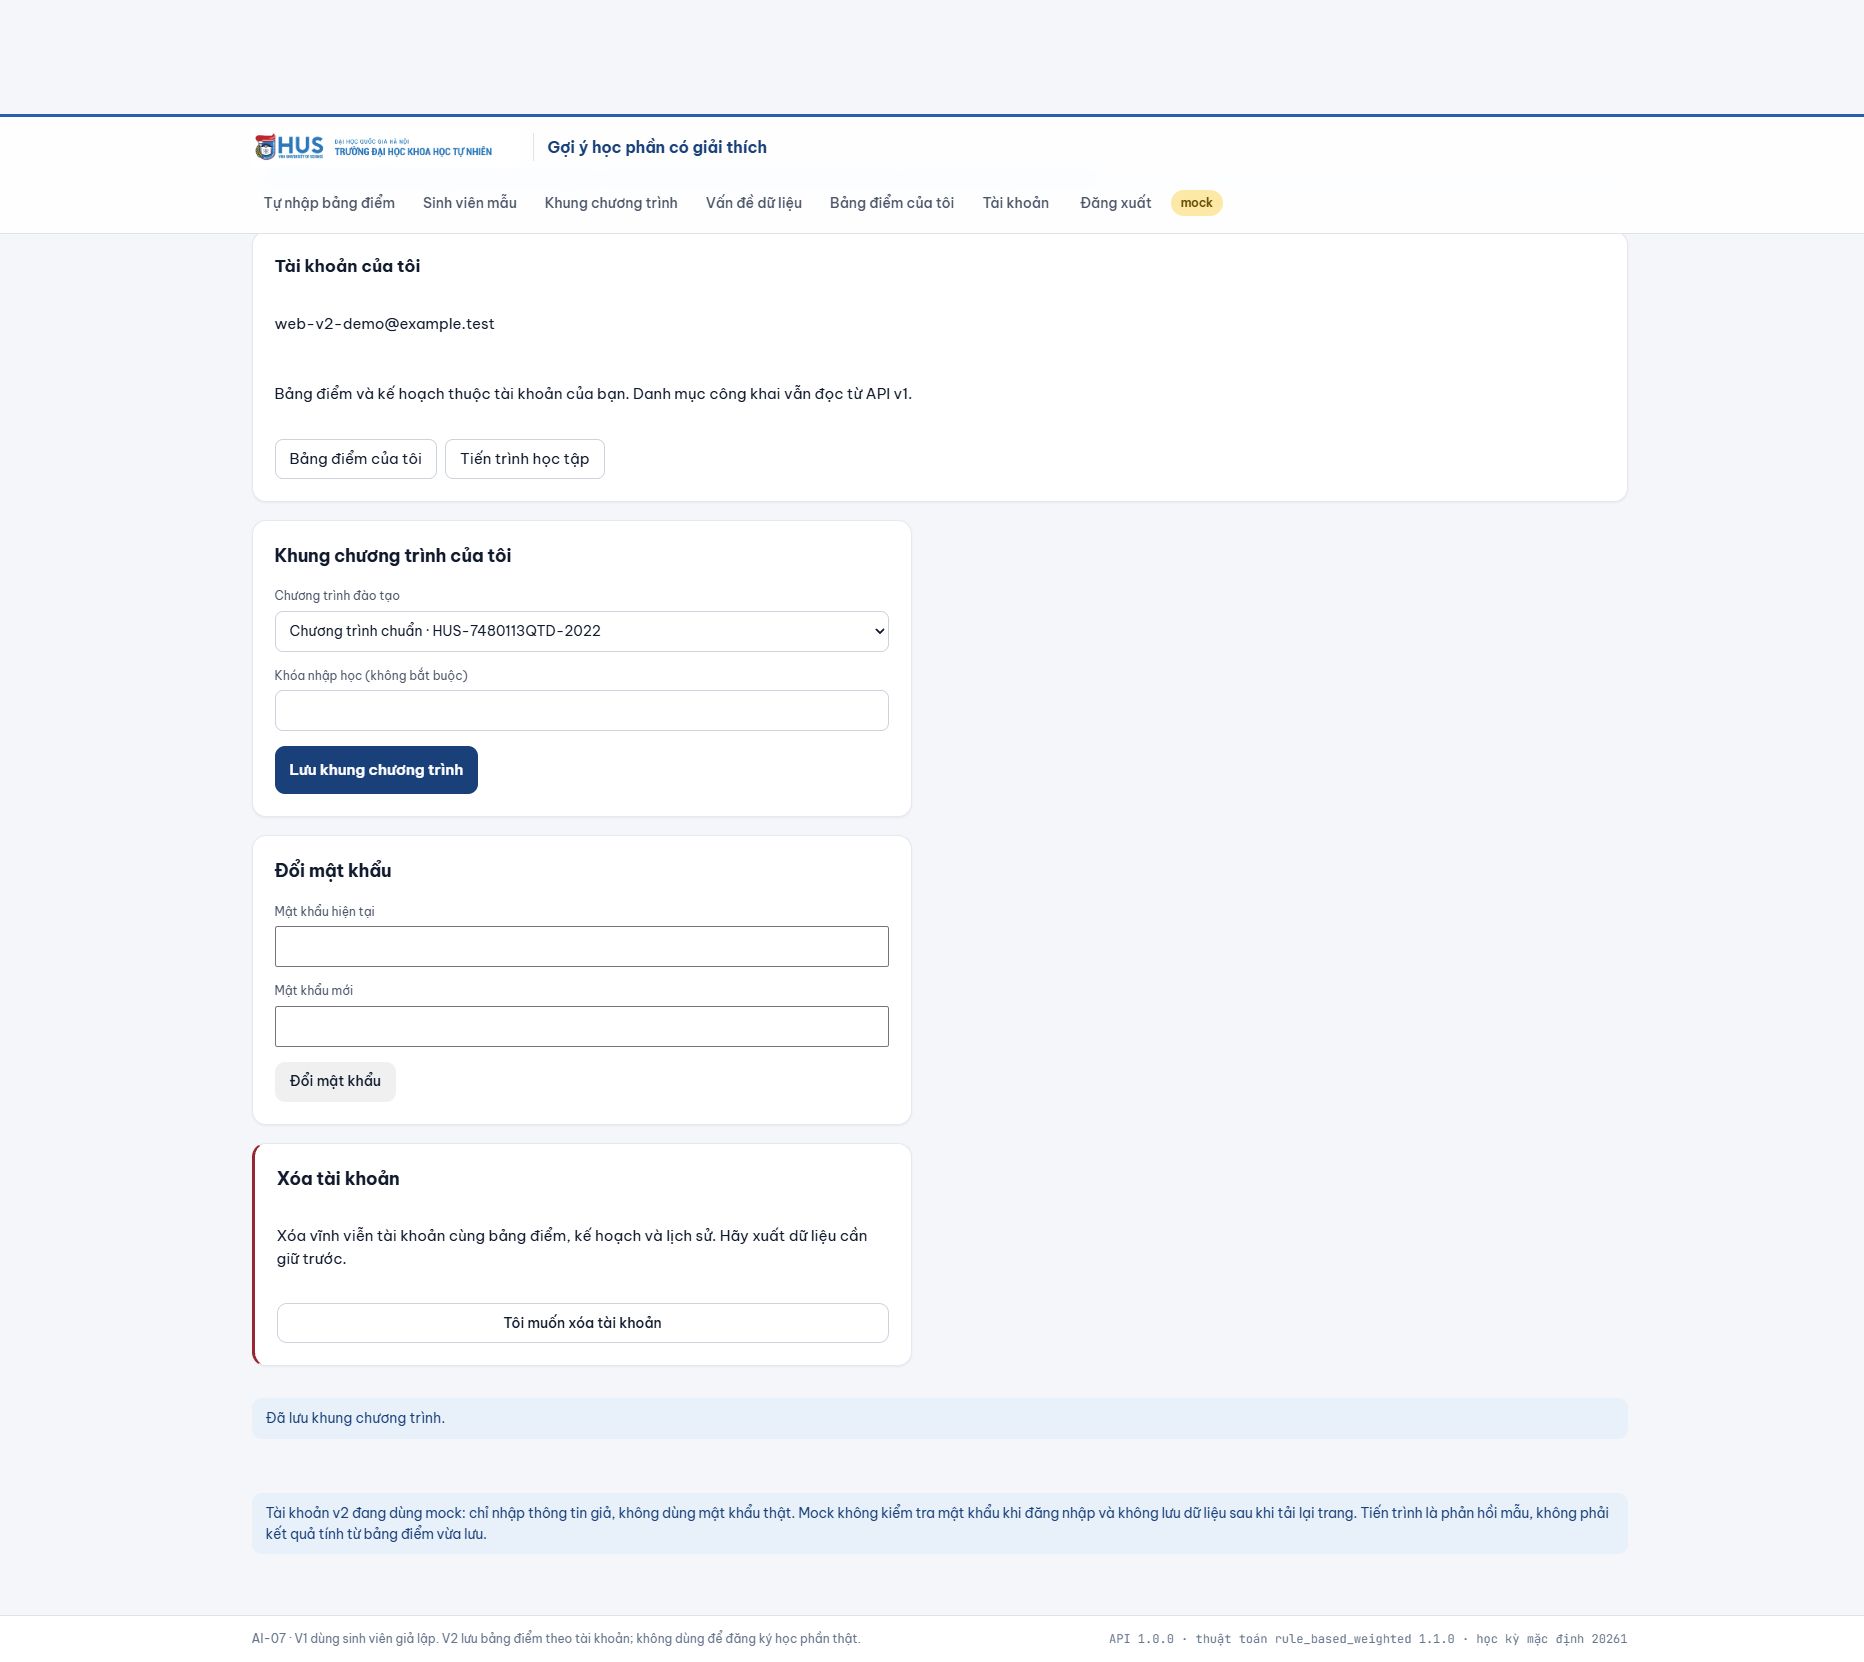 HUS
VNU UNIVERSITY OF SCIENCE
ĐẠI HỌC QUỐC GIA HÀ NỘI
TRƯỜNG ĐẠI HỌC KHOA HỌC TỰ NHIÊN
Gợi ý học phần có giải thích
Tự nhập bảng điểm
Sinh viên mẫu
Khung chương trình
Vấn đề dữ liệu
Bảng điểm của tôi
Tài khoản
Đăng xuất
mock
Tài khoản của tôi
web-v2-demo@example.test
Bảng điểm và kế hoạch thuộc tài khoản của bạn. Danh mục công khai vẫn đọc từ API v1.
Bảng điểm của tôi
Tiến trình học tập
Khung chương trình của tôi
Chương trình đào tạo
Chương trình chuẩn · HUS-7480113QTD-2022
Khóa nhập học (không bắt buộc)
Lưu khung chương trình
Đổi mật khẩu
Mật khẩu hiện tại
Mật khẩu mới
Đổi mật khẩu
Xóa tài khoản
Xóa vĩnh viễn tài khoản cùng bảng điểm, kế hoạch và lịch sử. Hãy xuất dữ liệu cần
giữ trước.
Tôi muốn xóa tài khoản
Đã lưu khung chương trình.
Tài khoản v2 đang dùng mock: chỉ nhập thông tin giả, không dùng mật khẩu thật. Mock không kiểm tra mật khẩu khi đăng nhập và không lưu dữ liệu sau khi tải lại trang. Tiến trình là phản hồi mẫu, không phải
kết quả tính từ bảng điểm vừa lưu.
AI-07 · V1 dùng sinh viên giả lập. V2 lưu bảng điểm theo tài khoản; không dùng để đăng ký học phần thật.
API 1.0.0 · thuật toán rule_based_weighted 1.1.0 · học kỳ mặc định 20261